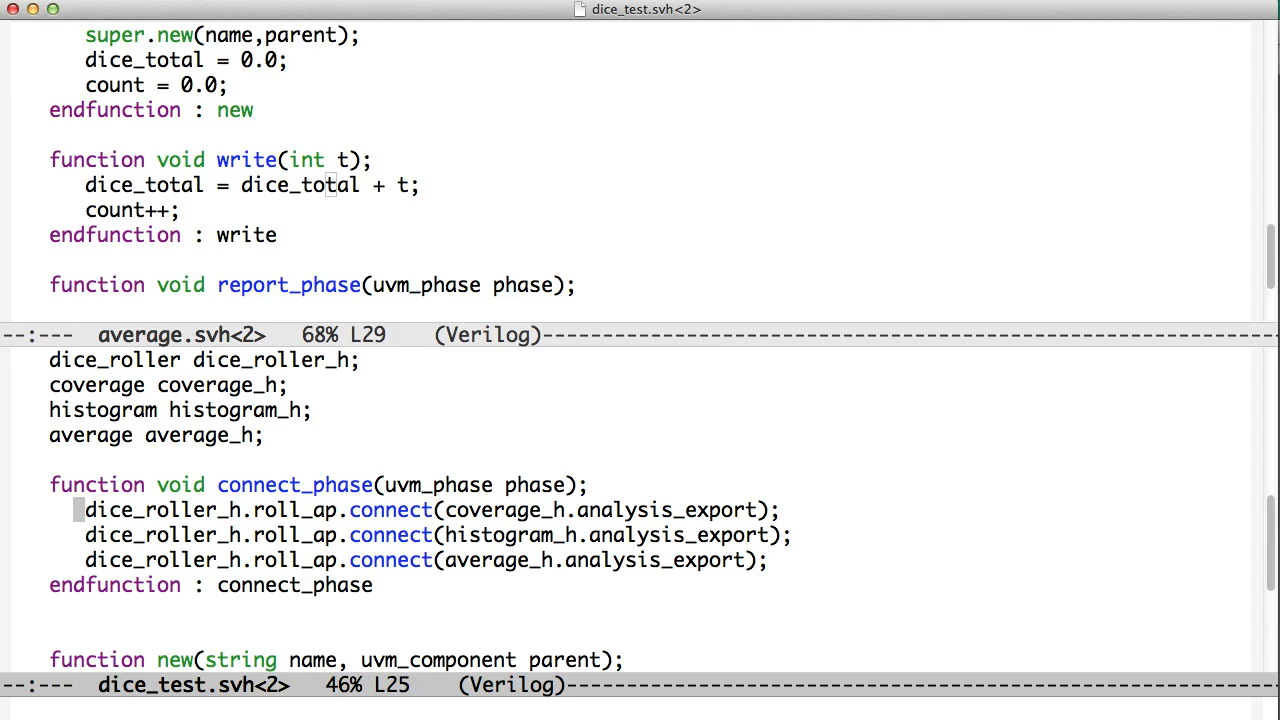 dice_test.svh<2>
super.new(name,parent);
dice_total = 0.0;
count = 0.0;
endfunction : new
function void write(int t);
dice_total = dice_total + t;
count++;
endfunction : write
function void report_phase(uvm_phase phase);
--:--- average.svh<2> 68% L29 (Verilog)--------------------------------------------------------------
dice_roller dice_roller_h;
coverage coverage_h;
histogram histogram_h;
average average_h;
function void connect_phase(uvm_phase phase);
dice_roller_h.roll_ap.connect(coverage_h.analysis_export);
dice_roller_h.roll_ap.connect(histogram_h.analysis_export);
dice_roller_h.roll_ap.connect(average_h.analysis_export);
endfunction : connect_phase
function new(string name, uvm_component parent);
--:--- dice_test.svh<2> 46% L25 (Verilog)------------------------------------------------------------